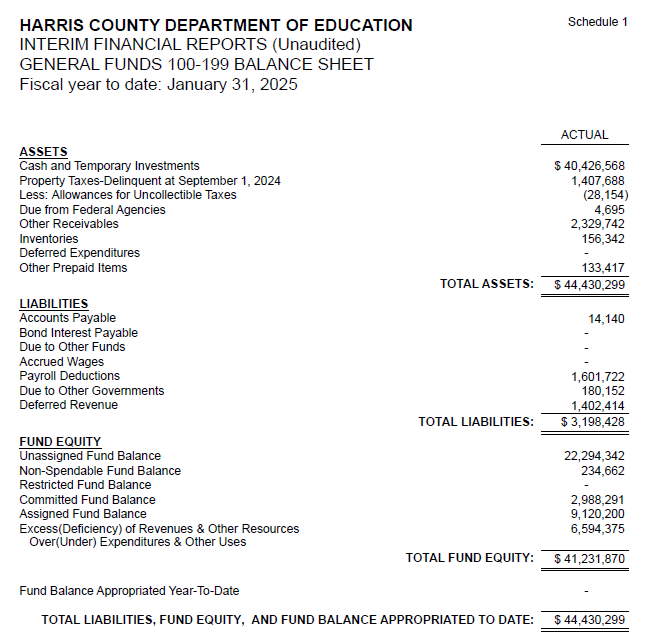 HARRIS COUNTY DEPARTMENT OF EDUCATION Schedule 1
INTERIM FINANCIAL REPORTS (Unaudited)
GENERAL FUNDS 100-199 BALANCE SHEET
Fiscal year to date: January 31, 2025
ACTUAL
ASSETS
Cash and Temporary Investments $ 40,426,568
Property Taxes-Delinquent at September 1, 2024 1,407,688
Less: Allowances for Uncollectible Taxes (28,154)
Due from Federal Agencies 4,695
Other Receivables 2,329,742
Inventories 156,342
Deferred Expenditures -
Other Prepaid Items 133,417
TOTAL ASSETS: $ 44,430,299
LIABILITIES
Accounts Payable 14,140
Bond Interest Payable -
Due to Other Funds -
Accrued Wages -
Payroll Deductions 1,601,722
Due to Other Governments 180,152
Deferred Revenue 1,402,414
TOTAL LIABILITIES: $ 3,198,428
FUND EQUITY
Unassigned Fund Balance 22,294,342
Non-Spendable Fund Balance 234,662
Restricted Fund Balance -
Committed Fund Balance 2,988,291
Assigned Fund Balance 9,120,200
Excess(Deficiency) of Revenues & Other Resources 6,594,375
Over(Under) Expenditures & Other Uses
TOTAL FUND EQUITY: $ 41,231,870
Fund Balance Appropriated Year-To-Date -
TOTAL LIABILITIES, FUND EQUITY, AND FUND BALANCE APPROPRIATED TO DATE: $ 44,430,299